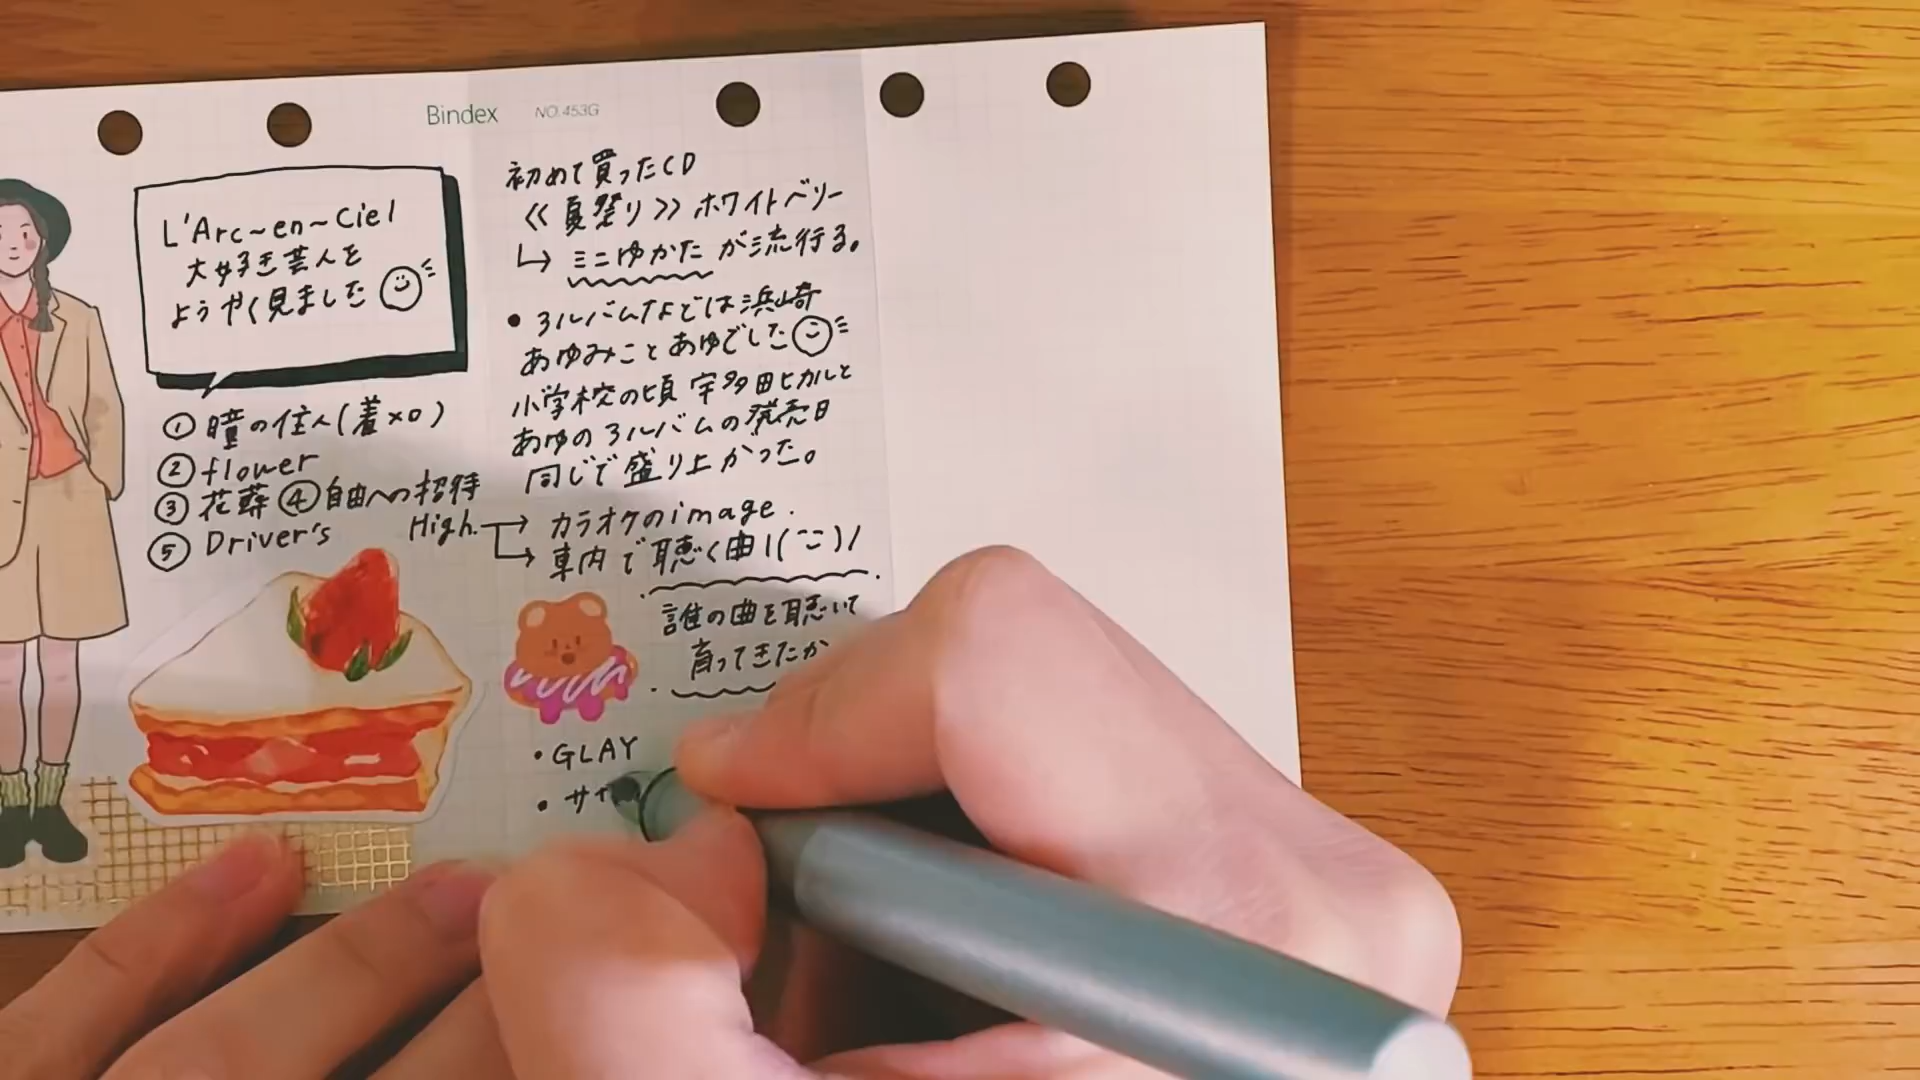 Bindex NO.453G
L'Arc~en~Ciel
大好き芸人を
ようやく見ました
① 瞳の住人(着×0)
② flower
③ 花葬 ④ 自由への招待
⑤ Driver's High.
初めて買ったCD
《夏祭り》ホワイトベリー
↳ ミニゆかたが流行る。
• アルバムなどは浜崎
あゆみことあゆでした
小学校の頃 宇多田ヒカルと
あゆのアルバムの発売日
同じで盛り上がった。
→ カラオケのimage.
→ 車内で聴く曲
誰の曲を聴いて
育ってきたか
• GLAY
• サ